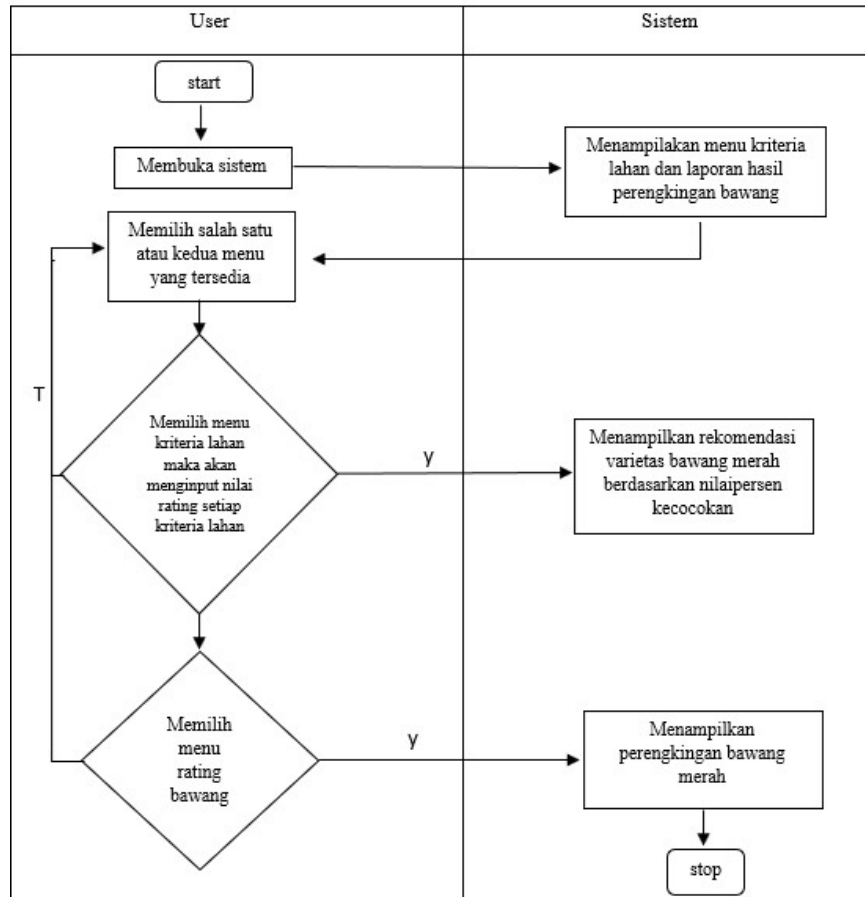 User
Sistem
start
Membuka sistem
Menampilakan menu kriteria
lahan dan laporan hasil
perengkingan bawang
Memilih salah satu
atau kedua menu
yang tersedia
T
Memilih menu
kriteria lahan
maka akan
menginput nilai
rating setiap
kriteria lahan
y
Menampilkan rekomendasi
varietas bawang merah
berdasarkan nilaipersen
kecocokan
Memilih
menu
rating
bawang
y
Menampilkan
perengkingan bawang
merah
stop